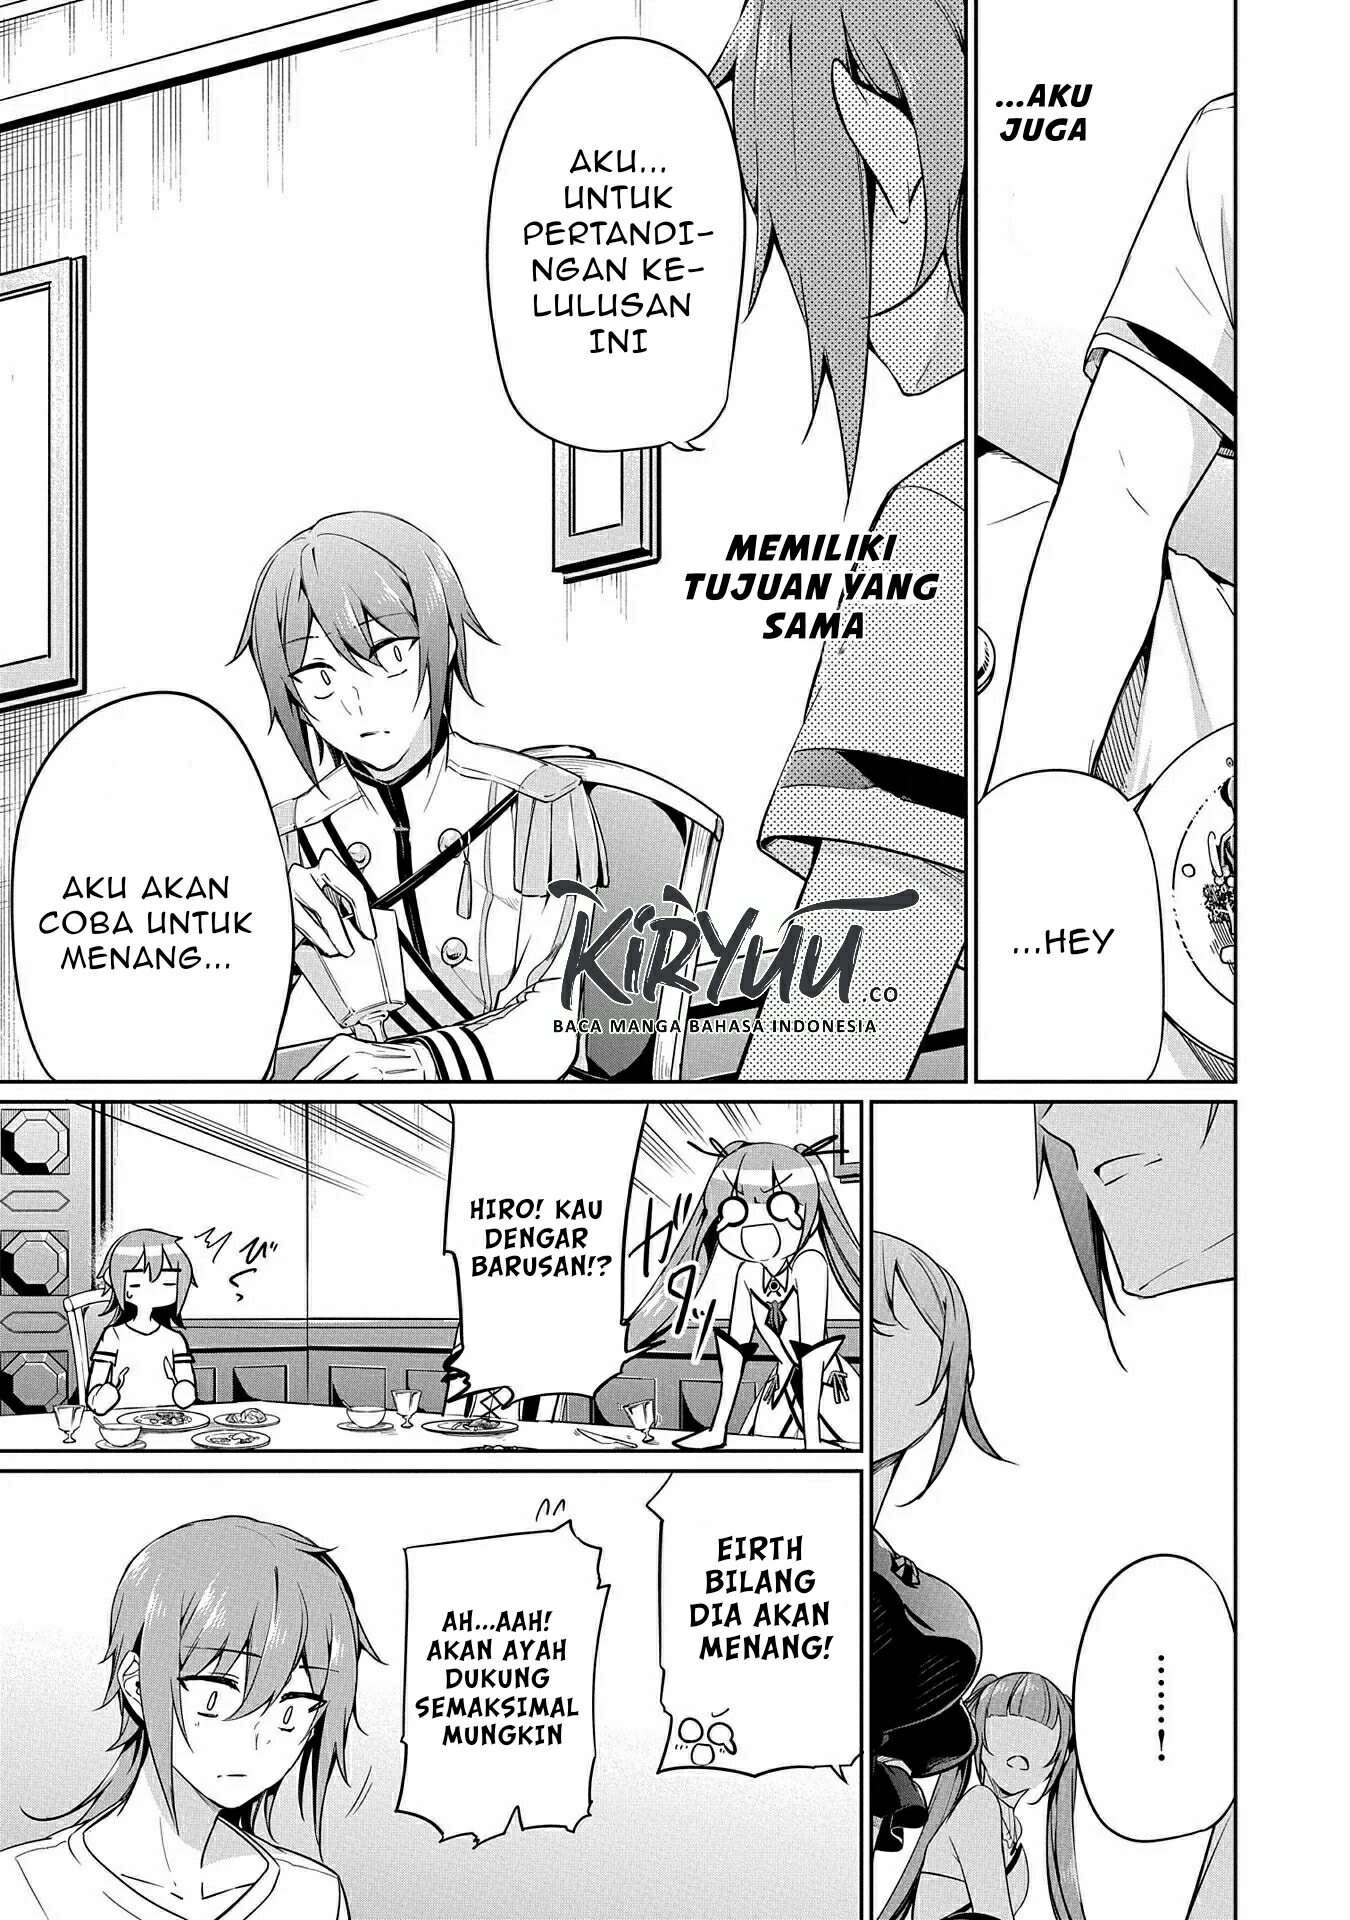 ...AKU
JUGA
AKU...
UNTUK
PERTANDI-
NGAN KE-
LULUSAN
INI
MEMILIKI
TUJUAN YANG
SAMA
...HEY
AKU AKAN
COBA UNTUK
MENANG...
KIRYUU.CO
BACA MANGA BAHASA INDONESIA
........!
HIRO! KAU
DENGAR
BARUSAN!?
EIRTH
BILANG
DIA AKAN
MENANG!
AH...AAH!
AKAN AYAH
DUKUNG
SEMAKSIMAL
MUNGKIN